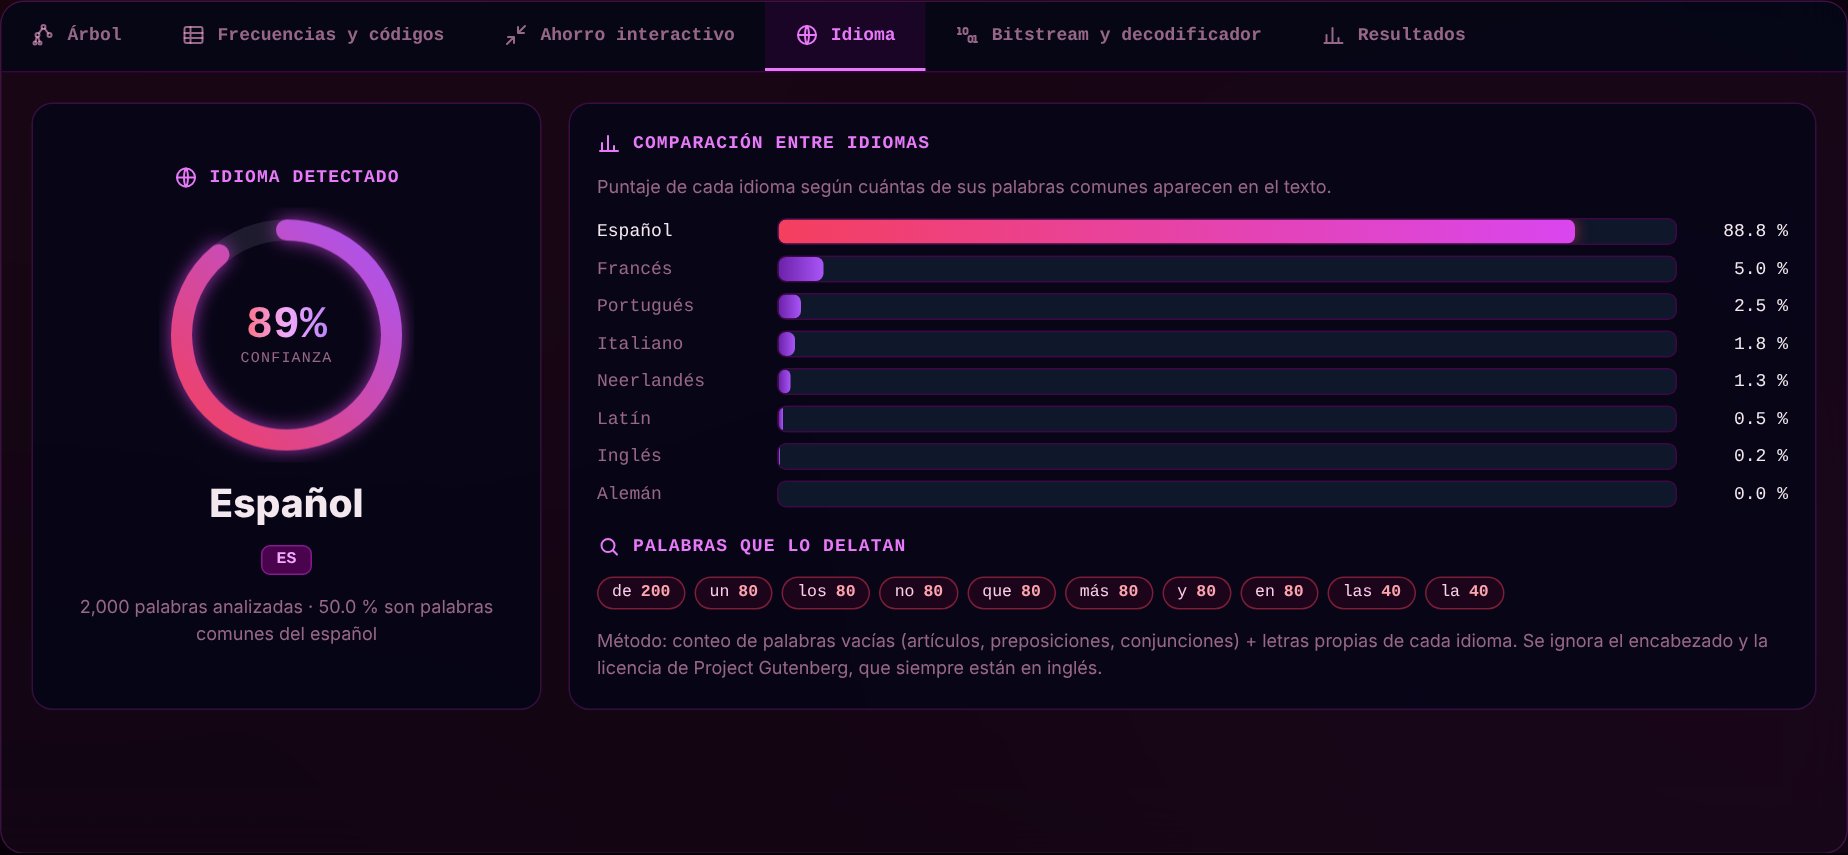 Árbol
Frecuencias y códigos
Ahorro interactivo
Idioma
Bitstream y decodificador
Resultados
IDIOMA DETECTADO
89%
CONFIANZA
Español
ES
2,000 palabras analizadas · 50.0 % son palabras
comunes del español
COMPARACIÓN ENTRE IDIOMAS
Puntaje de cada idioma según cuántas de sus palabras comunes aparecen en el texto.
Español 88.8 %
Francés 5.0 %
Portugués 2.5 %
Italiano 1.8 %
Neerlandés 1.3 %
Latín 0.5 %
Inglés 0.2 %
Alemán 0.0 %
PALABRAS QUE LO DELATAN
de 200 un 80 los 80 no 80 que 80 más 80 y 80 en 80 las 40 la 40
Método: conteo de palabras vacías (artículos, preposiciones, conjunciones) + letras propias de cada idioma. Se ignora el encabezado y la
licencia de Project Gutenberg, que siempre están en inglés.